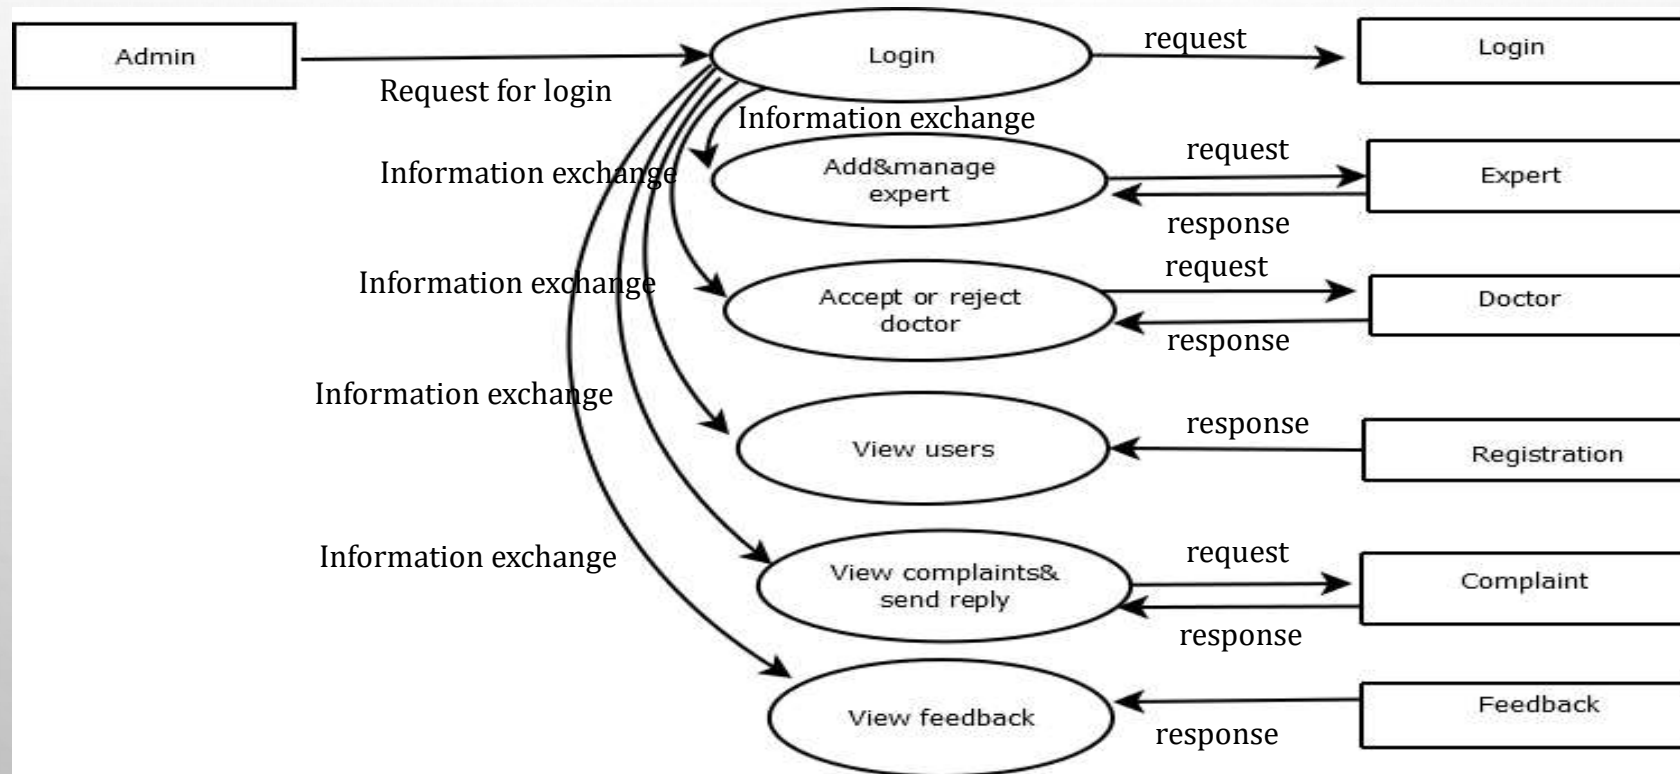 Admin
Login
request
Login
Request for login
Information exchange
Information exchange
Add&manage
expert
request
Expert
response
Information exchange
Accept or reject
doctor
request
Doctor
response
Information exchange
View users
response
Registration
Information exchange
View complaints&
send reply
request
Complaint
response
View feedback
response
Feedback